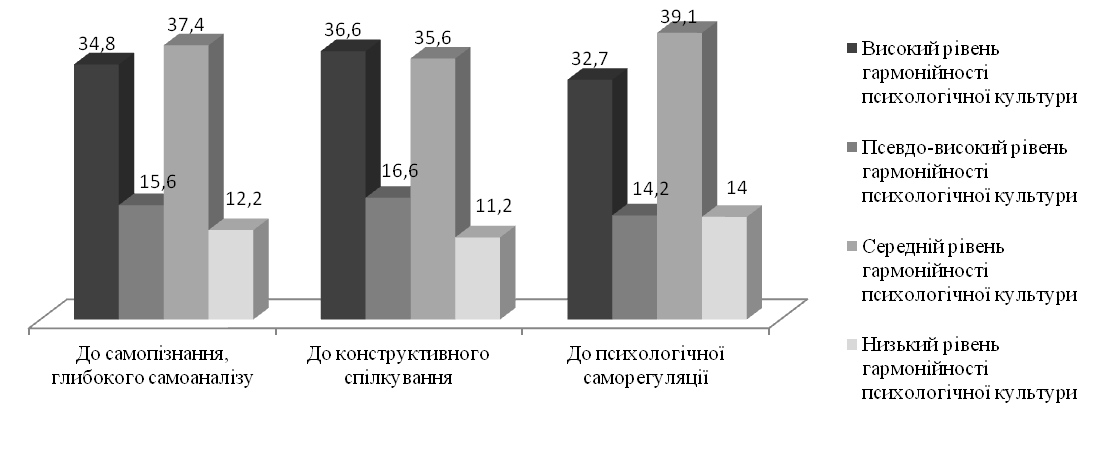 34,8
15,6
37,4
12,2
36,6
16,6
35,6
11,2
32,7
14,2
39,1
14
До самопізнання,
глибокого самоаналізу
До конструктивного
спілкування
До психологічної
саморегуляції
Високий рівень
гармонійності
психологічної культури
Псевдо-високий рівень
гармонійності
психологічної культури
Середній рівень
гармонійності
психологічної культури
Низький рівень
гармонійності
психологічної культури